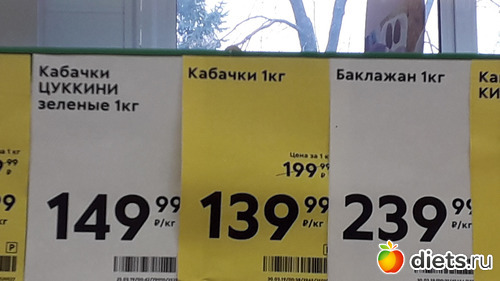 Кабачки
ЦУККИНИ
зеленые 1кг
149 99
₽/кг
Кабачки 1кг
Цена за 1 к
199 99
139 99
₽/кг
P
Баклажан 1кг
239 99
₽/кг
P
diets.ru